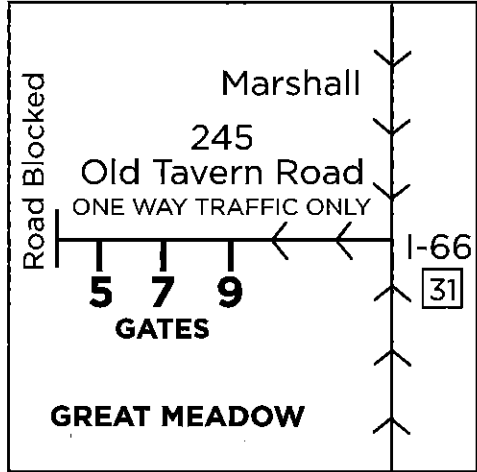 Marshall
245
Old Tavern Road
ONE WAY TRAFFIC ONLY
Road Blocked
I-66
31
5 7 9
GATES
GREAT MEADOW